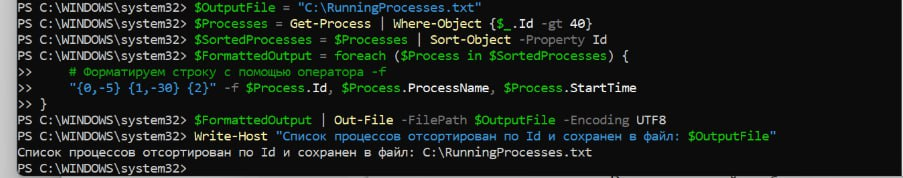 PS C:\WINDOWS\system32> $OutputFile = "C:\RunningProcesses.txt"
PS C:\WINDOWS\system32> $Processes = Get-Process | Where-Object {$_.Id -gt 40}
PS C:\WINDOWS\system32> $SortedProcesses = $Processes | Sort-Object -Property Id
PS C:\WINDOWS\system32> $FormattedOutput = foreach ($Process in $SortedProcesses) {
>>     # Форматируем строку с помощью оператора -f
>>     "{0,-5} {1,-30} {2}" -f $Process.Id, $Process.ProcessName, $Process.StartTime
>> }
PS C:\WINDOWS\system32> $FormattedOutput | Out-File -FilePath $OutputFile -Encoding UTF8
PS C:\WINDOWS\system32> Write-Host "Список процессов отсортирован по Id и сохранен в файл: $OutputFile"
Список процессов отсортирован по Id и сохранен в файл: C:\RunningProcesses.txt
PS C:\WINDOWS\system32>